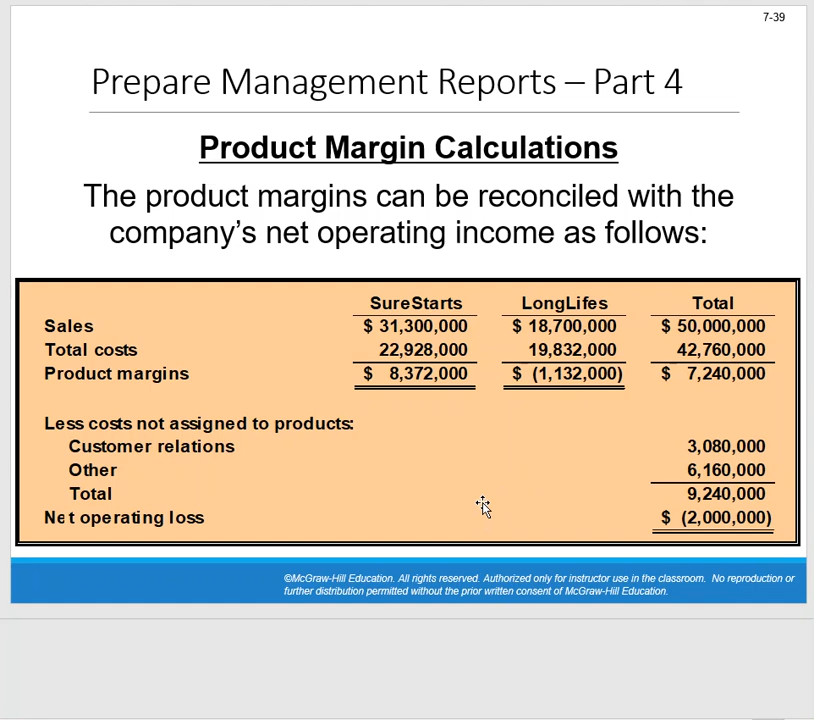 7-39
Prepare Management Reports – Part 4
Product Margin Calculations
The product margins can be reconciled with the
company’s net operating income as follows:
SureStarts LongLifes Total
Sales $ 31,300,000 $ 18,700,000 $ 50,000,000
Total costs 22,928,000 19,832,000 42,760,000
Product margins $ 8,372,000 $ (1,132,000) $ 7,240,000
Less costs not assigned to products:
Customer relations 3,080,000
Other 6,160,000
Total 9,240,000
Net operating loss $ (2,000,000)
©McGraw-Hill Education. All rights reserved. Authorized only for instructor use in the classroom. No reproduction or
further distribution permitted without the prior written consent of McGraw-Hill Education.